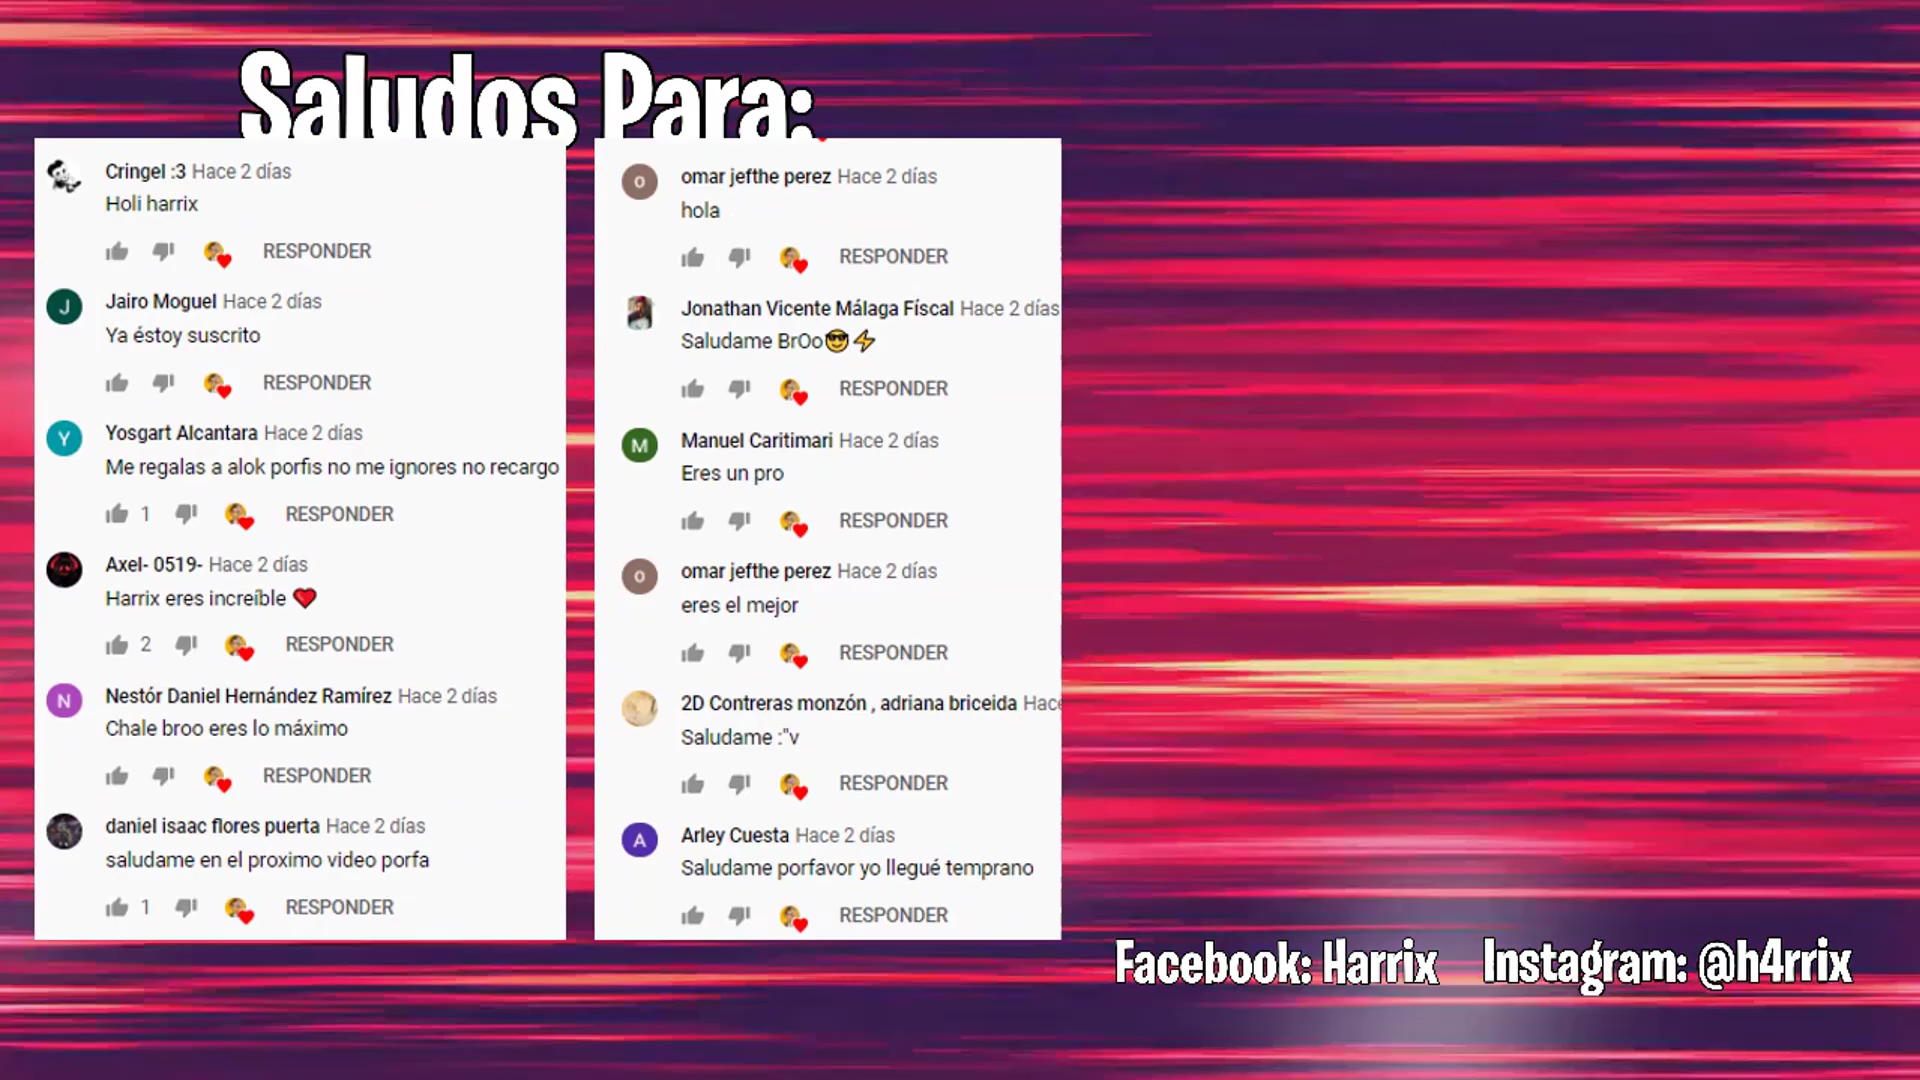 Saludos Para:
Cringel :3 Hace 2 días
Holi harrix
RESPONDER
J
Jairo Moguel Hace 2 días
Ya éstoy suscrito
RESPONDER
Y
Yosgart Alcantara Hace 2 días
Me regalas a alok porfis no me ignores no recargo
1 RESPONDER
Axel- 0519- Hace 2 días
Harrix eres increíble ❤
2 RESPONDER
N
Nestór Daniel Hernández Ramírez Hace 2 días
Chale broo eres lo máximo
RESPONDER
daniel isaac flores puerta Hace 2 días
saludame en el proximo video porfa
1 RESPONDER
o
omar jefthe perez Hace 2 días
hola
RESPONDER
Jonathan Vicente Málaga Físcal Hace 2 días
Saludame BrOo😎⚡
RESPONDER
M
Manuel Caritimari Hace 2 días
Eres un pro
RESPONDER
o
omar jefthe perez Hace 2 días
eres el mejor
RESPONDER
2D Contreras monzón , adriana briceida Hace
Saludame :"v
RESPONDER
A
Arley Cuesta Hace 2 días
Saludame porfavor yo llegué temprano
RESPONDER
Facebook: Harrix Instagram: @h4rrix